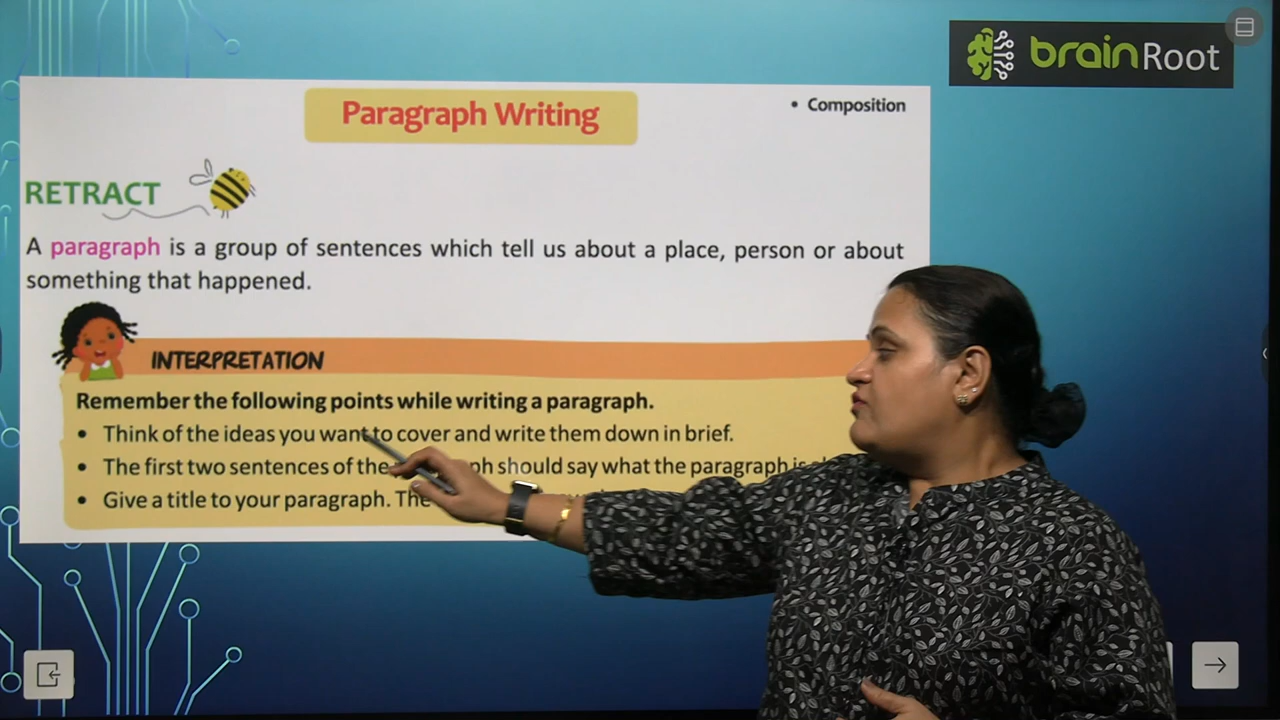 brainRoot
Paragraph Writing
• Composition
RETRACT
A paragraph is a group of sentences which tell us about a place, person or about
something that happened.
INTERPRETATION
Remember the following points while writing a paragraph.
• Think of the ideas you want to cover and write them down in brief.
• The first two sentences of the should say what the paragraph is
• Give a title to your paragraph. The